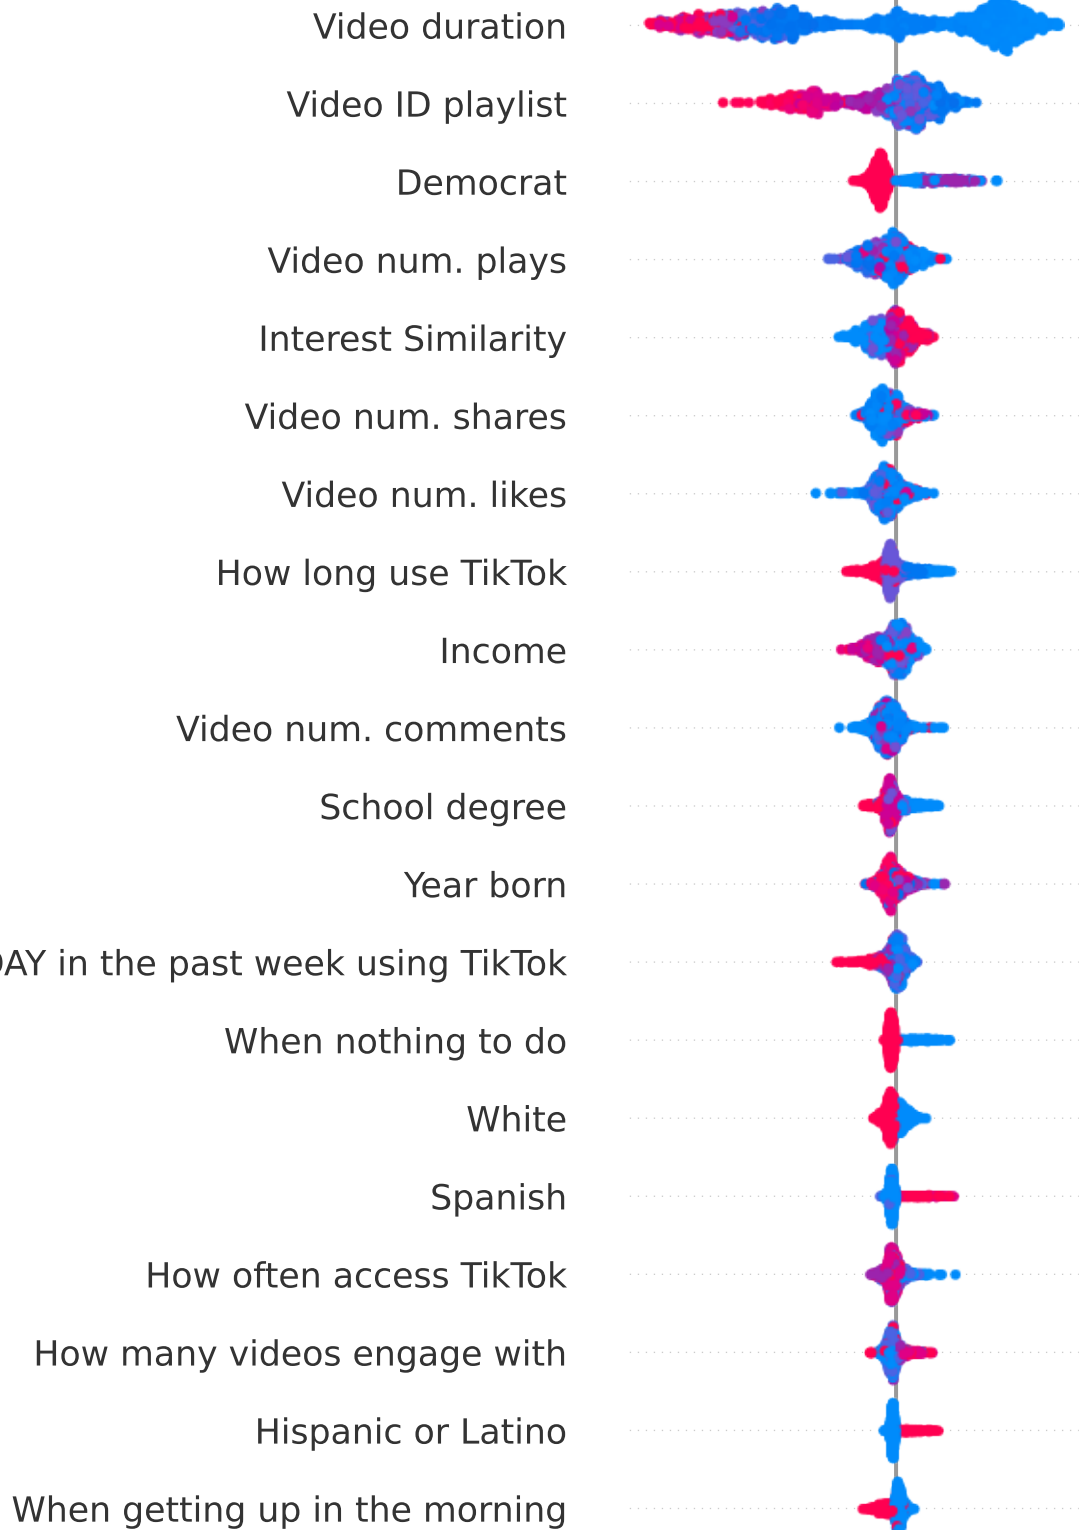 Video duration
Video ID playlist
Democrat
Video num. plays
Interest Similarity
Video num. shares
Video num. likes
How long use TikTok
Income
Video num. comments
School degree
Year born
in the past week using TikTok
When nothing to do
White
Spanish
How often access TikTok
How many videos engage with
Hispanic or Latino
When getting up in the morning